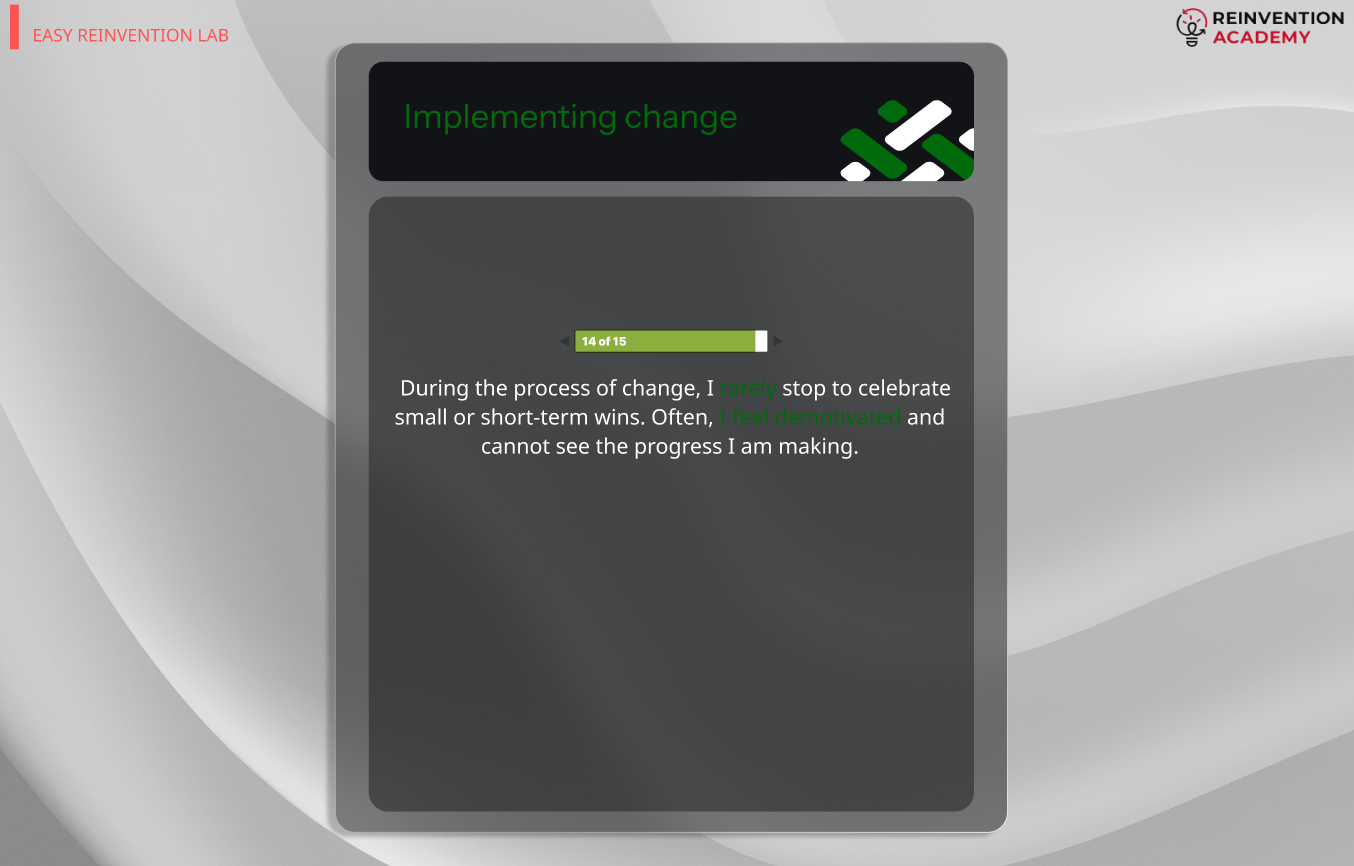 EASY REINVENTION LAB
REINVENTION
ACADEMY
Implementing change
14 of 15
During the process of change, I rarely stop to celebrate
small or short-term wins. Often, I feel demotivated and
cannot see the progress I am making.